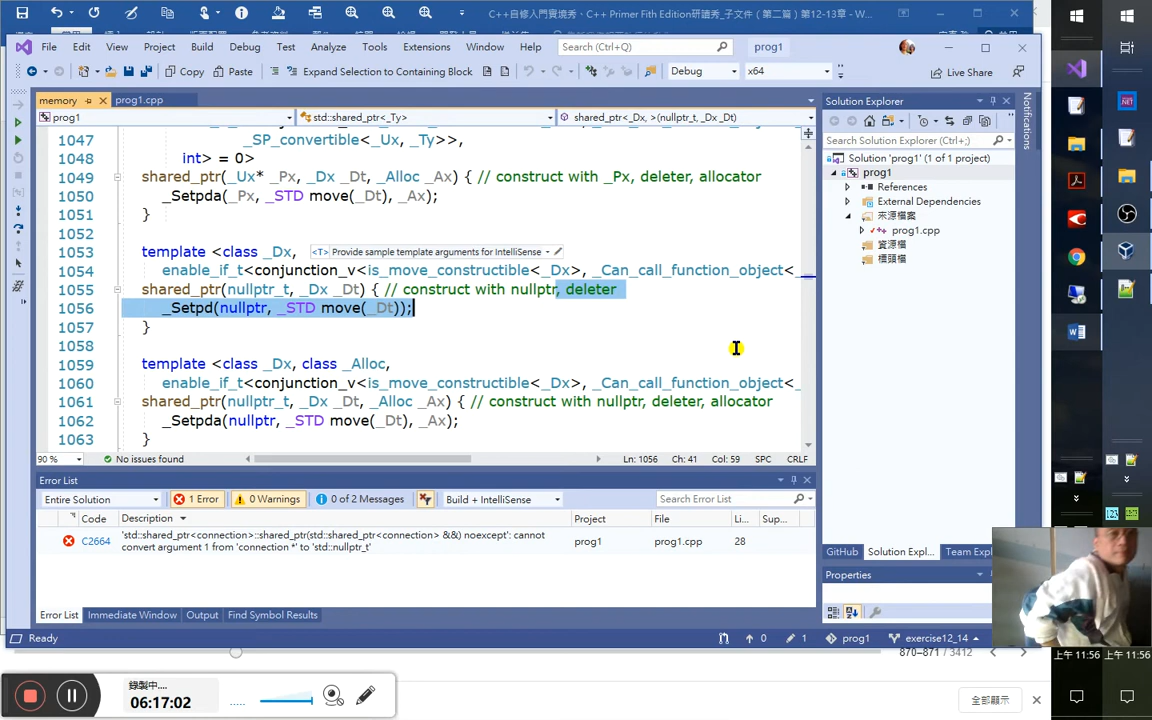 C++自修入門實境秀、C++ Primer Fifth Edition研讀秀_子文件（第二篇）第12-13章 - W...
File Edit View Project Build Debug Test Analyze Tools Extensions Window Help Search (Ctrl+Q) prog1
Copy Paste Expand Selection to Containing Block Debug x64 Live Share
memory prog1.cpp
prog1 std::shared_ptr<_Ty> shared_ptr<_Dx, >(nullptr_t, _Dx _Dt)
1047 _SP_convertible<_Ux, _Ty>>,
1048 int> = 0>
1049 shared_ptr(_Ux* _Px, _Dx _Dt, _Alloc _Ax) { // construct with _Px, deleter, allocator
1050 _Setpda(_Px, _STD move(_Dt), _Ax);
1051 }
1052
1053 template <class _Dx, <T> Provide sample template arguments for IntelliSense
1054 enable_if_t<conjunction_v<is_move_constructible<_Dx>, _Can_call_function_object<_
1055 shared_ptr(nullptr_t, _Dx _Dt) { // construct with nullptr, deleter
1056 _Setpd(nullptr, _STD move(_Dt));
1057 }
1058
1059 template <class _Dx, class _Alloc,
1060 enable_if_t<conjunction_v<is_move_constructible<_Dx>, _Can_call_function_object<_
1061 shared_ptr(nullptr_t, _Dx _Dt, _Alloc _Ax) { // construct with nullptr, deleter, allocator
1062 _Setpda(nullptr, _STD move(_Dt), _Ax);
1063 }
90 % No issues found Ln: 1056 Ch: 41 Col: 59 SPC CRLF
Error List
Entire Solution 1 Error 0 Warnings 0 of 2 Messages Build + IntelliSense Search Error List
Code Description Project File Li... Sup...
C2664 'std::shared_ptr<connection>::shared_ptr(std::shared_ptr<connection> &&) noexcept': cannot convert argument 1 from 'connection *' to 'std::nullptr_t' prog1 prog1.cpp 28
Error List Immediate Window Output Find Symbol Results
Solution Explorer
Search Solution Explorer (Ctrl+;)
Solution 'prog1' (1 of 1 project)
prog1
References
External Dependencies
來源檔案
prog1.cpp
資源檔
標頭檔
GitHub Solution Expl... Team Exp
Properties
Notifications
Ready 0 1 prog1 exercise12_14
870–871 / 3412
錄製中....
06:17:02
全部顯示
.NET
123 123
上午 11:56 上午 11:56